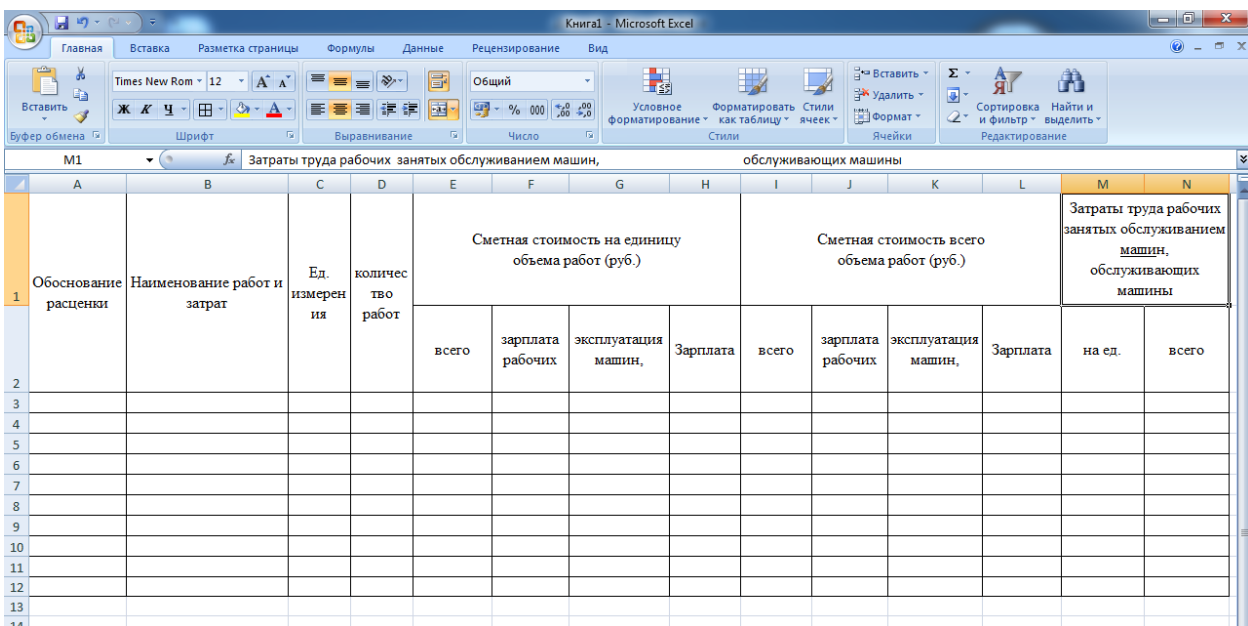 Книга1 - Microsoft Excel
Главная Вставка Разметка страницы Формулы Данные Рецензирование Вид
Times New Rom 12 Общий Вставить
Вставить Ж К Ч % 000 Условное форматирование Форматировать как таблицу Стили ячеек Удалить Формат Сортировка и фильтр Найти и выделить
Буфер обмена Шрифт Выравнивание Число Стили Ячейки Редактирование
M1 fx Затраты труда рабочих занятых обслуживанием машин, обслуживающих машины
A B C D E F G H I J K L M N
1
Обоснование
расценки
Наименование работ и
затрат
Ед.
измерен
ия
количес
тво
работ
Сметная стоимость на единицу
объема работ (руб.)
Сметная стоимость всего
объема работ (руб.)
Затраты труда рабочих
занятых обслуживанием
машин,
обслуживающих
машины
2
всего
зарплата
рабочих
эксплуатация
машин,
Зарплата
всего
зарплата
рабочих
эксплуатация
машин,
Зарплата
на ед.
всего
3
4
5
6
7
8
9
10
11
12
13
14